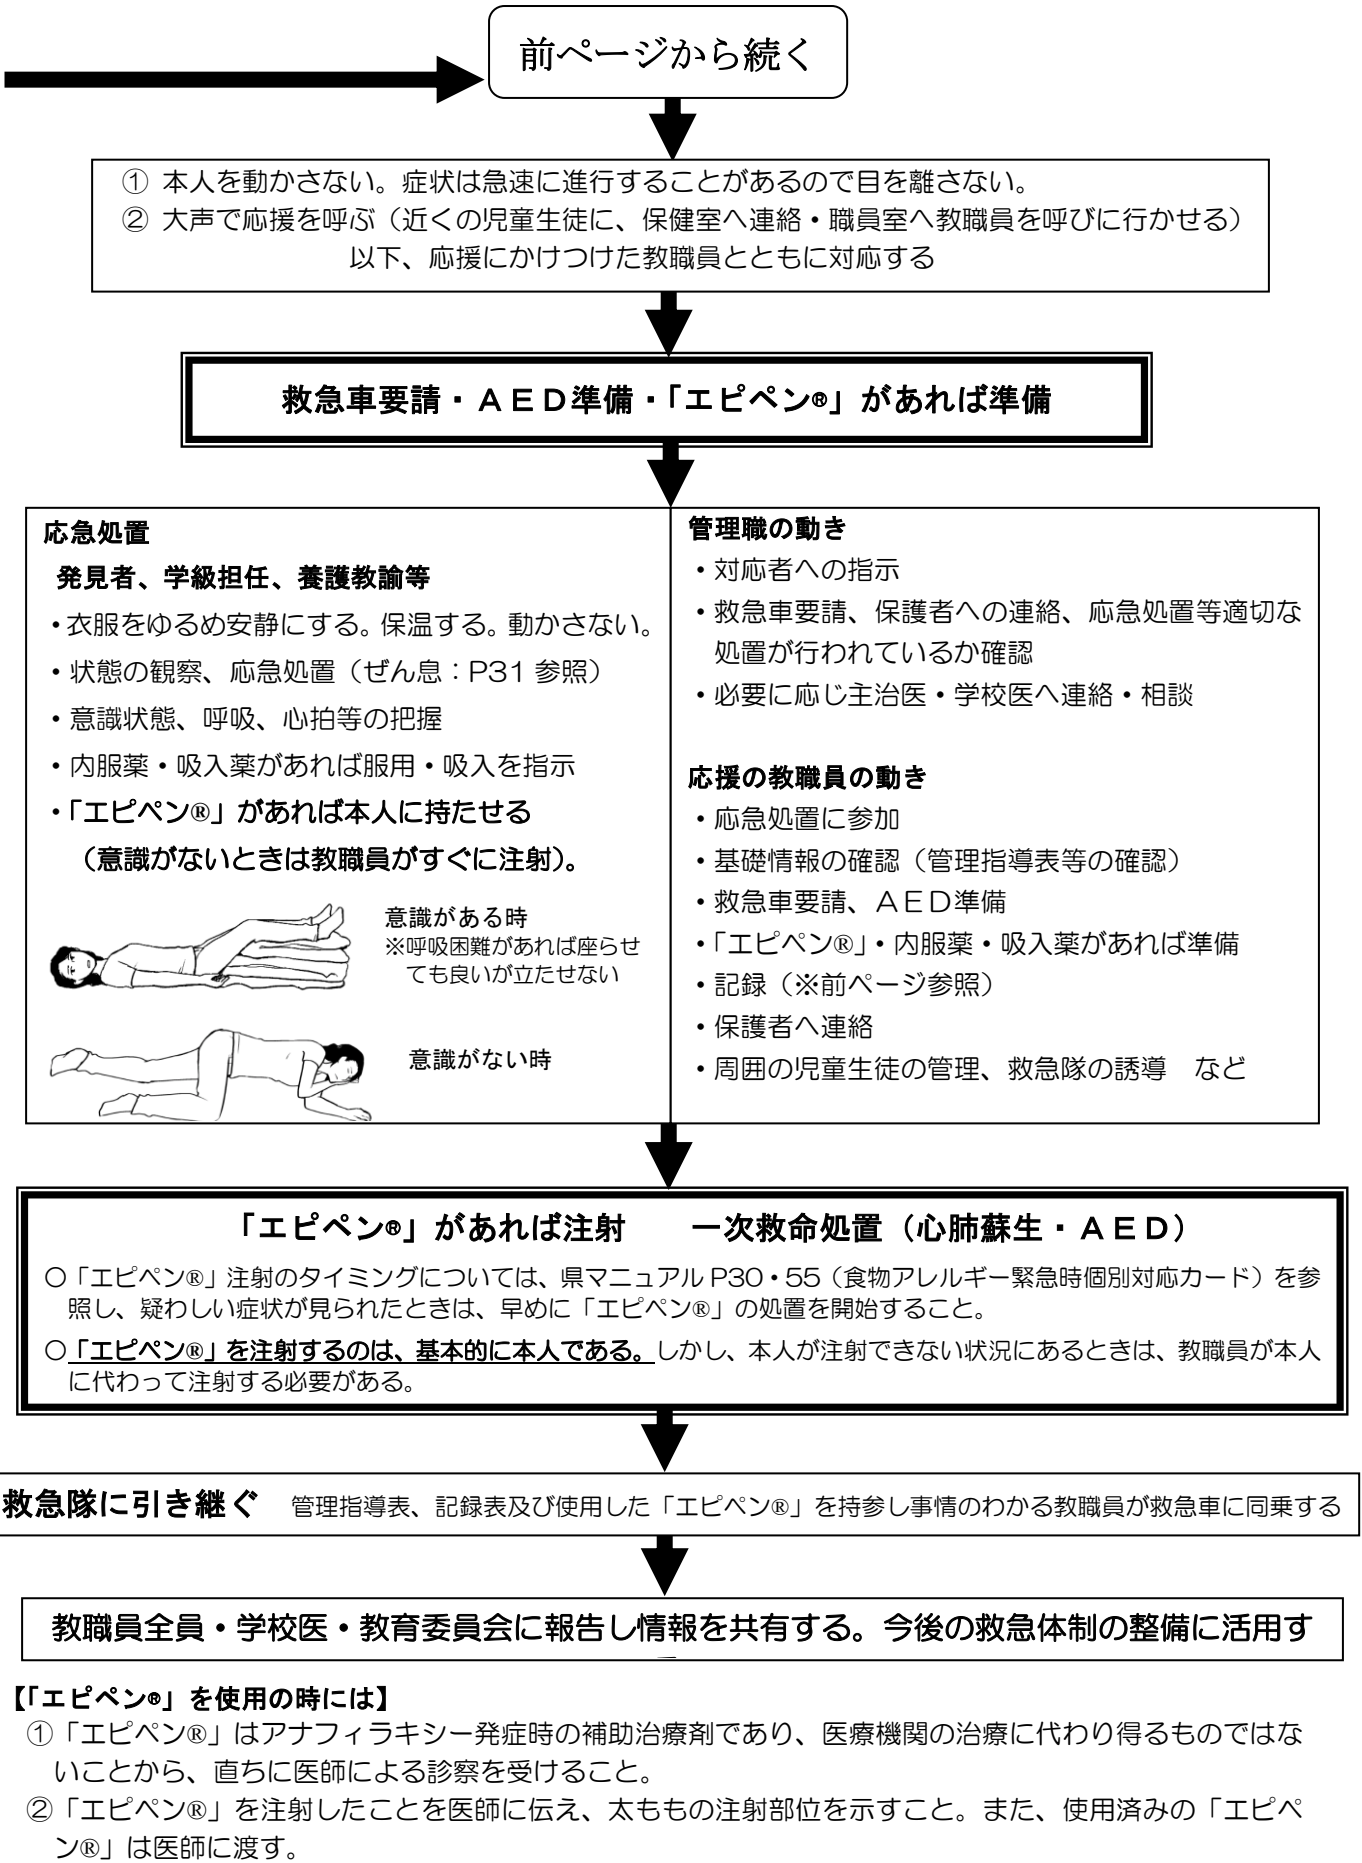 前ページから続く
① 本人を動かさない。症状は急速に進行することがあるので目を離さない。
② 大声で応援を呼ぶ（近くの児童生徒に、保健室へ連絡・職員室へ教職員を呼びに行かせる）
以下、応援にかけつけた教職員とともに対応する
救急車要請・ＡＥＤ準備・「エピペン®」があれば準備
応急処置
発見者、学級担任、養護教諭等
・衣服をゆるめ安静にする。保温する。動かさない。
・状態の観察、応急処置（ぜん息：P31 参照）
・意識状態、呼吸、心拍等の把握
・内服薬・吸入薬があれば服用・吸入を指示
・「エピペン®」があれば本人に持たせる
（意識がないときは教職員がすぐに注射）。
意識がある時
※呼吸困難があれば座らせ
ても良いが立たせない
意識がない時
管理職の動き
・対応者への指示
・救急車要請、保護者への連絡、応急処置等適切な
処置が行われているか確認
・必要に応じ主治医・学校医へ連絡・相談
応援の教職員の動き
・応急処置に参加
・基礎情報の確認（管理指導表等の確認）
・救急車要請、ＡＥＤ準備
・「エピペン®」・内服薬・吸入薬があれば準備
・記録（※前ページ参照）
・保護者へ連絡
・周囲の児童生徒の管理、救急隊の誘導　など
「エピペン®」があれば注射　　一次救命処置（心肺蘇生・ＡＥＤ）
○「エピペン®」注射のタイミングについては、県マニュアル P30・55（食物アレルギー緊急時個別対応カード）を参
照し、疑わしい症状が見られたときは、早めに「エピペン®」の処置を開始すること。
○「エピペン®」を注射するのは、基本的に本人である。しかし、本人が注射できない状況にあるときは、教職員が本人
に代わって注射する必要がある。
救急隊に引き継ぐ　管理指導表、記録表及び使用した「エピペン®」を持参し事情のわかる教職員が救急車に同乗する
教職員全員・学校医・教育委員会に報告し情報を共有する。今後の救急体制の整備に活用す
【「エピペン®」を使用の時には】
①「エピペン®」はアナフィラキシー発症時の補助治療剤であり、医療機関の治療に代わり得るものではな
いことから、直ちに医師による診察を受けること。
②「エピペン®」を注射したことを医師に伝え、太ももの注射部位を示すこと。また、使用済みの「エピペ
ン®」は医師に渡す。